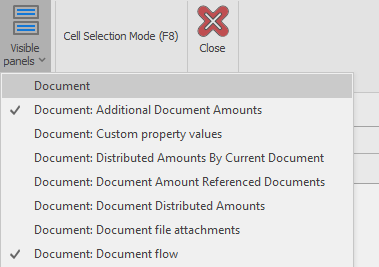 Visible
panels
Cell Selection Mode (F8)
Close
Document
Document: Additional Document Amounts
Document: Custom property values
Document: Distributed Amounts By Current Document
Document: Document Amount Referenced Documents
Document: Document Distributed Amounts
Document: Document file attachments
Document: Document flow